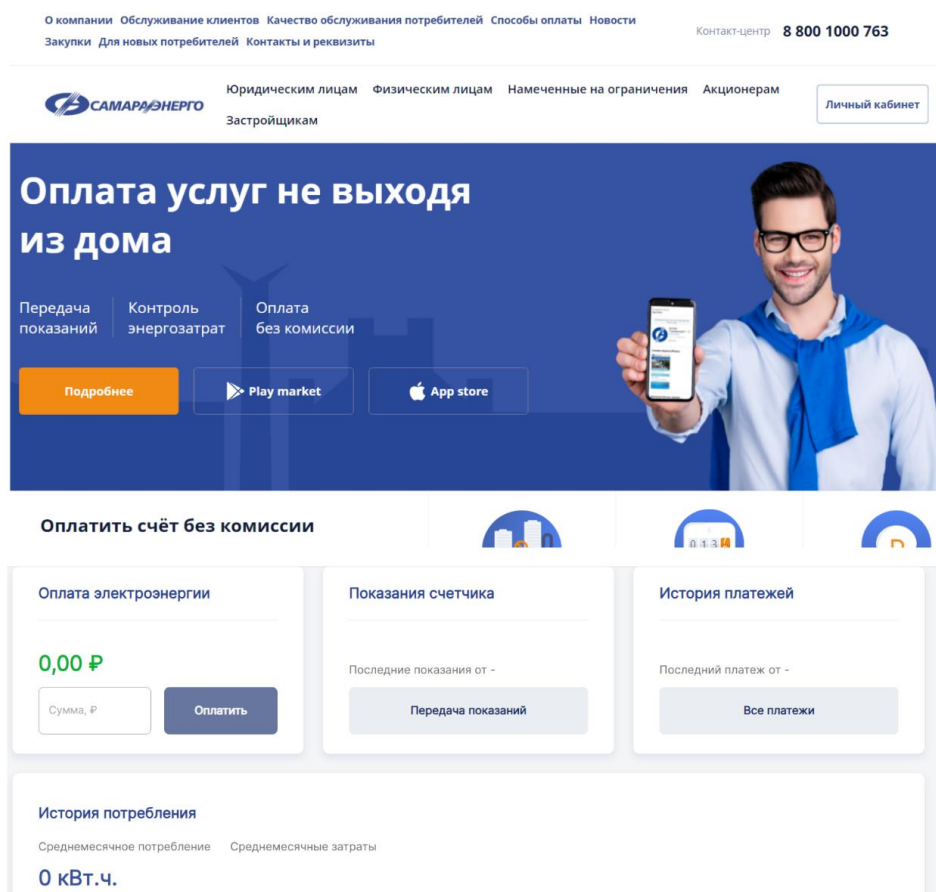 О компании Обслуживание клиентов Качество обслуживания потребителей Способы оплаты Новости
Закупки Для новых потребителей Контакты и реквизиты
Контакт-центр 8 800 1000 763
САМАРАЭНЕРГО
Юридическим лицам Физическим лицам Намеченные на ограничения Акционерам
Застройщикам
Личный кабинет
Оплата услуг не выходя
из дома
Передача
показаний
Контроль
энергозатрат
Оплата
без комиссии
Подробнее
Play market
App store
Оплатить счёт без комиссии
Оплата электроэнергии
0,00 ₽
Сумма, ₽
Оплатить
Показания счетчика
Последние показания от -
Передача показаний
История платежей
Последний платеж от -
Все платежи
История потребления
Среднемесячное потребление Среднемесячные затраты
0 кВт.ч.